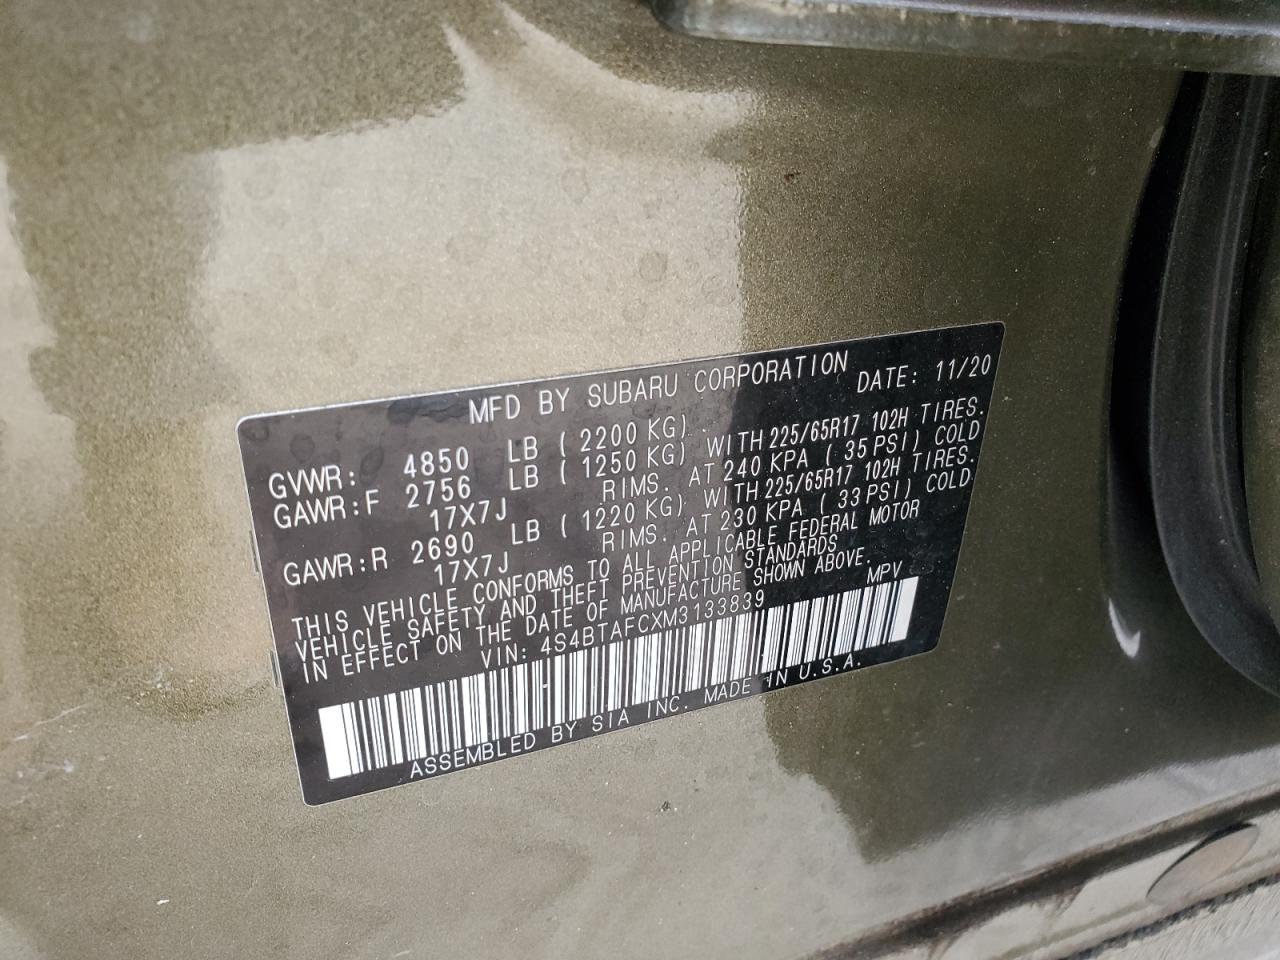 MFD BY SUBARU CORPORATION
DATE: 11/20
GVWR: 4850 LB (2200 KG).
GAWR:F 2756 LB (1250 KG) WITH 225/65R17 102H TIRES.
17X7J RIMS. AT 240 KPA (35 PSI) COLD
GAWR:R 2690 LB (1220 KG) WITH 225/65R17 102H TIRES.
17X7J RIMS. AT 230 KPA (33 PSI) COLD.
THIS VEHICLE CONFORMS TO ALL APPLICABLE FEDERAL MOTOR
VEHICLE SAFETY AND THEFT PREVENTION STANDARDS
IN EFFECT ON THE DATE OF MANUFACTURE SHOWN ABOVE.
VIN: 4S4BTAFCXM3133839 MPV
ASSEMBLED BY SIA INC. MADE IN U.S.A.